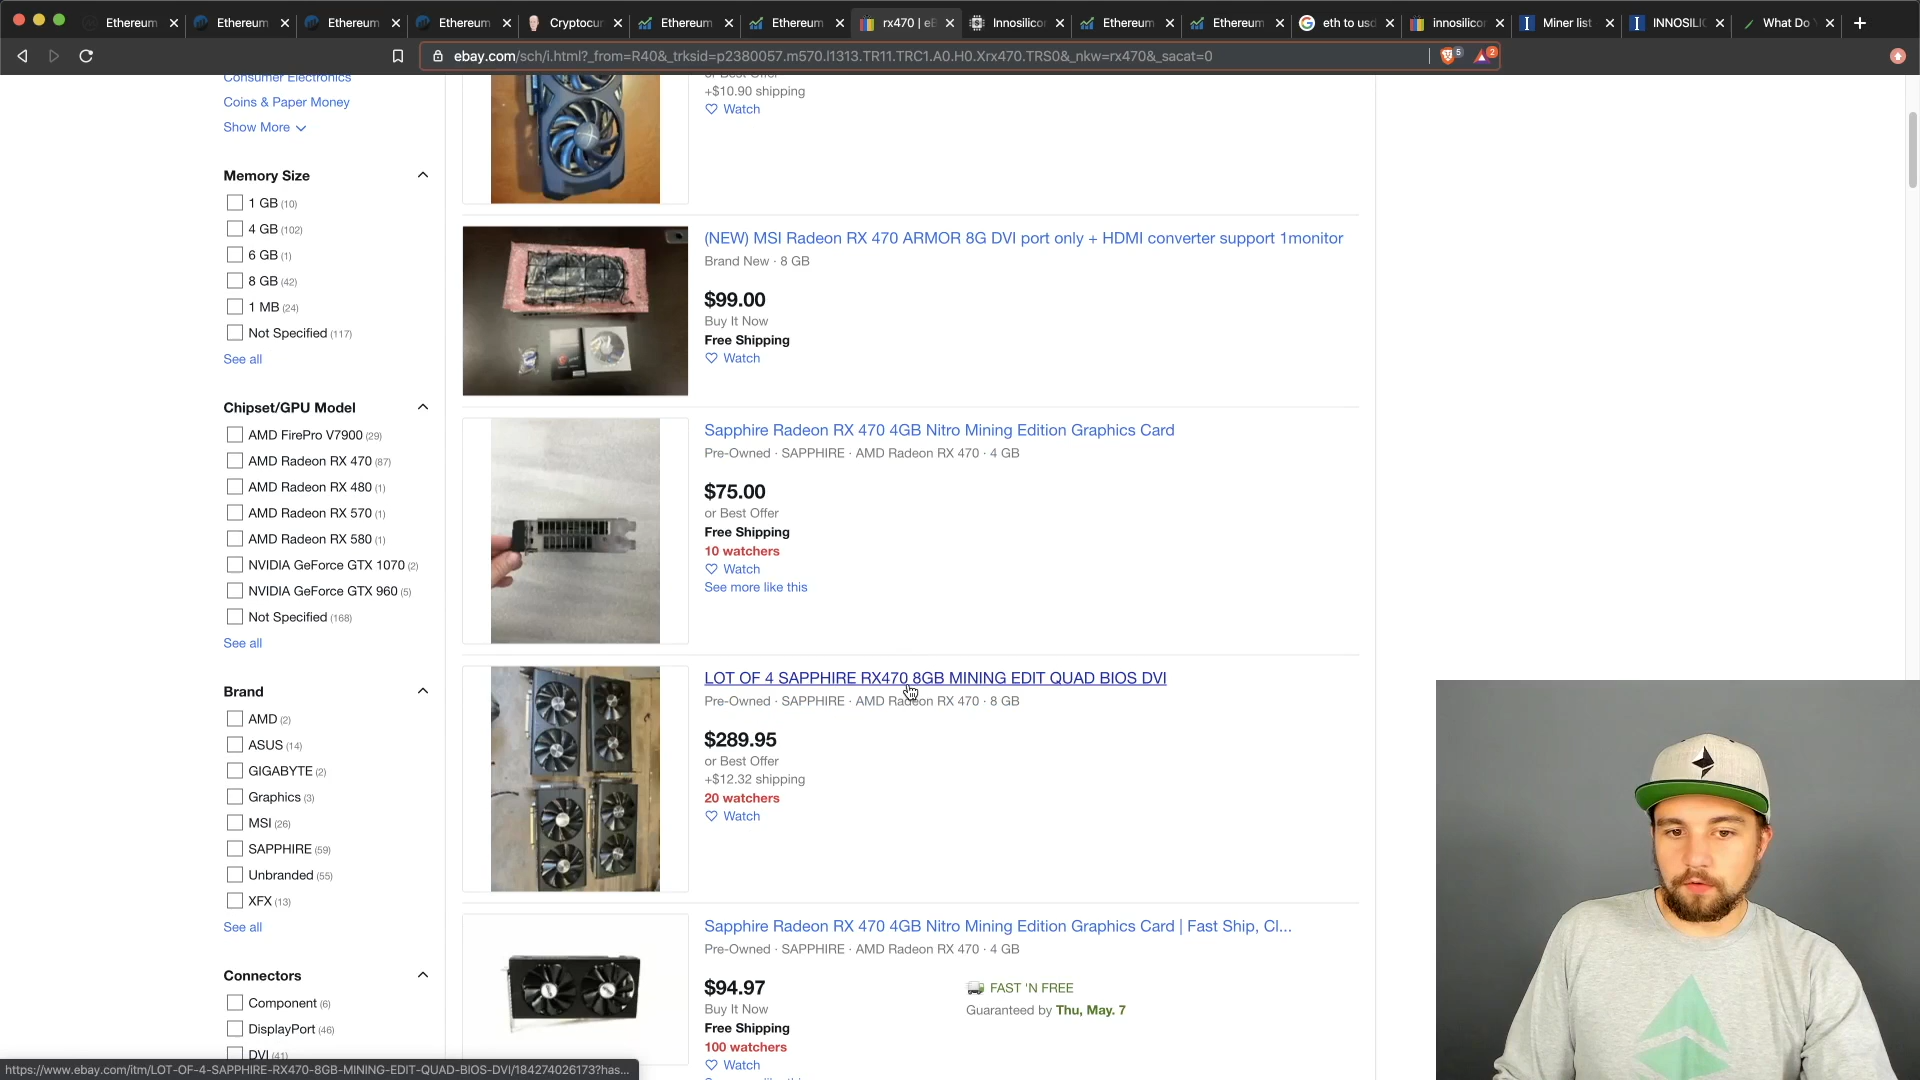 Ethereum
Ethereum
Ethereum
Ethereum
Cryptocur
Ethereum
Ethereum
rx470 | eB
Innosilicon
Ethereum
Ethereum
eth to usd
innosilicon
Miner list
INNOSILIC
What Do Y
ebay.com/sch/i.html?_from=R40&_trksid=p2380057.m570.l1313.TR11.TRC1.A0.H0.Xrx470.TRS0&_nkw=rx470&_sacat=0
5
2
Consumer Electronics
Coins & Paper Money
Show More
Memory Size
1 GB (10)
4 GB (102)
6 GB (1)
8 GB (42)
1 MB (24)
Not Specified (117)
See all
Chipset/GPU Model
AMD FirePro V7900 (29)
AMD Radeon RX 470 (87)
AMD Radeon RX 480 (1)
AMD Radeon RX 570 (1)
AMD Radeon RX 580 (1)
NVIDIA GeForce GTX 1070 (2)
NVIDIA GeForce GTX 960 (5)
Not Specified (168)
See all
Brand
AMD (2)
ASUS (14)
GIGABYTE (2)
Graphics (3)
MSI (26)
SAPPHIRE (59)
Unbranded (55)
XFX (13)
See all
Connectors
Component (6)
DisplayPort (46)
DVI (41)
or Best Offer
+$10.90 shipping
Watch
(NEW) MSI Radeon RX 470 ARMOR 8G DVI port only + HDMI converter support 1monitor
Brand New · 8 GB
$99.00
Buy It Now
Free Shipping
Watch
Sapphire Radeon RX 470 4GB Nitro Mining Edition Graphics Card
Pre-Owned · SAPPHIRE · AMD Radeon RX 470 · 4 GB
$75.00
or Best Offer
Free Shipping
10 watchers
Watch
See more like this
LOT OF 4 SAPPHIRE RX470 8GB MINING EDIT QUAD BIOS DVI
Pre-Owned · SAPPHIRE · AMD Radeon RX 470 · 8 GB
$289.95
or Best Offer
+$12.32 shipping
20 watchers
Watch
Sapphire Radeon RX 470 4GB Nitro Mining Edition Graphics Card | Fast Ship, Cl...
Pre-Owned · SAPPHIRE · AMD Radeon RX 470 · 4 GB
$94.97
Buy It Now
Free Shipping
100 watchers
Watch
FAST 'N FREE
Guaranteed by Thu, May. 7
https://www.ebay.com/itm/LOT-OF-4-SAPPHIRE-RX470-8GB-MINING-EDIT-QUAD-BIOS-DVI/184274026173?has...